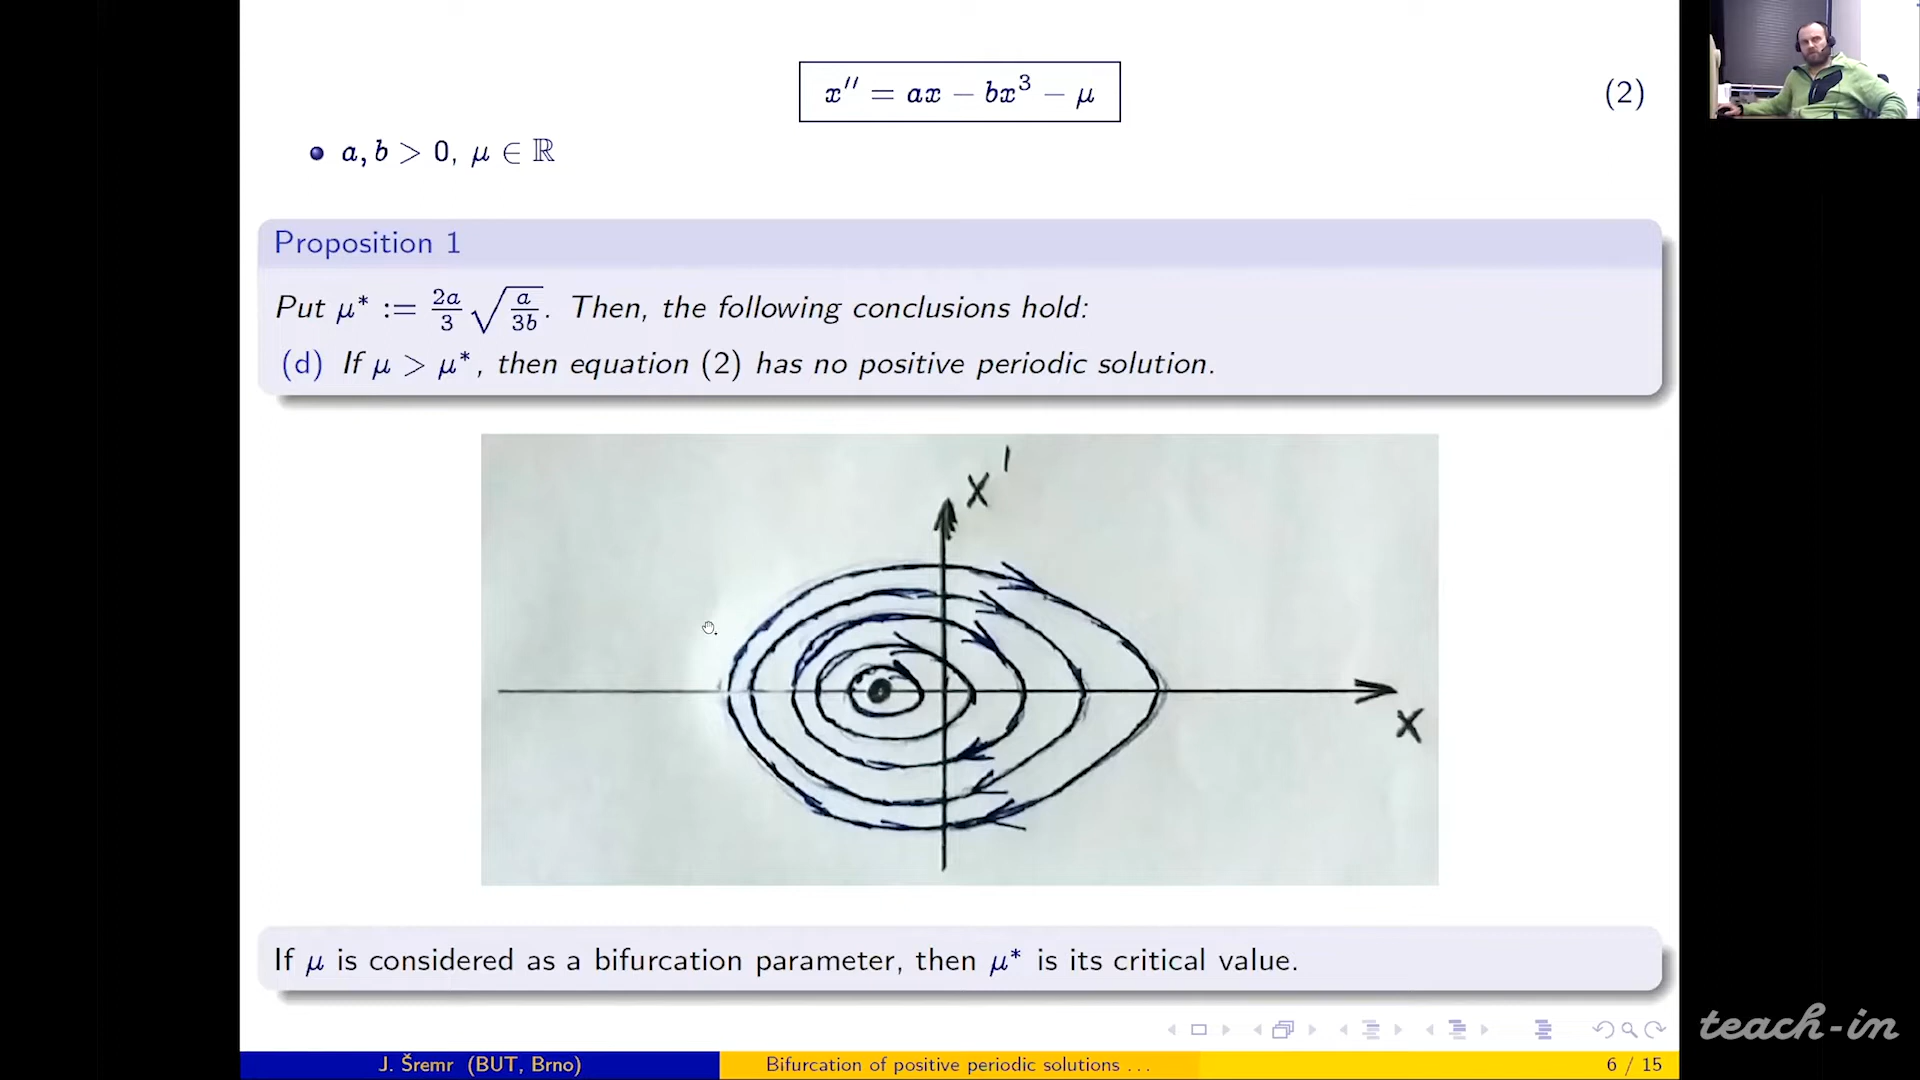 x′′ = ax − bx³ − μ (2)
• a, b > 0, μ ∈ ℝ
Proposition 1
Put μ* := 2a/3 √(a/3b). Then, the following conclusions hold:
(d) If μ > μ*, then equation (2) has no positive periodic solution.
x′
x
If μ is considered as a bifurcation parameter, then μ* is its critical value.
teach-in
J. Šremr (BUT, Brno) Bifurcation of positive periodic solutions . . . 6 / 15